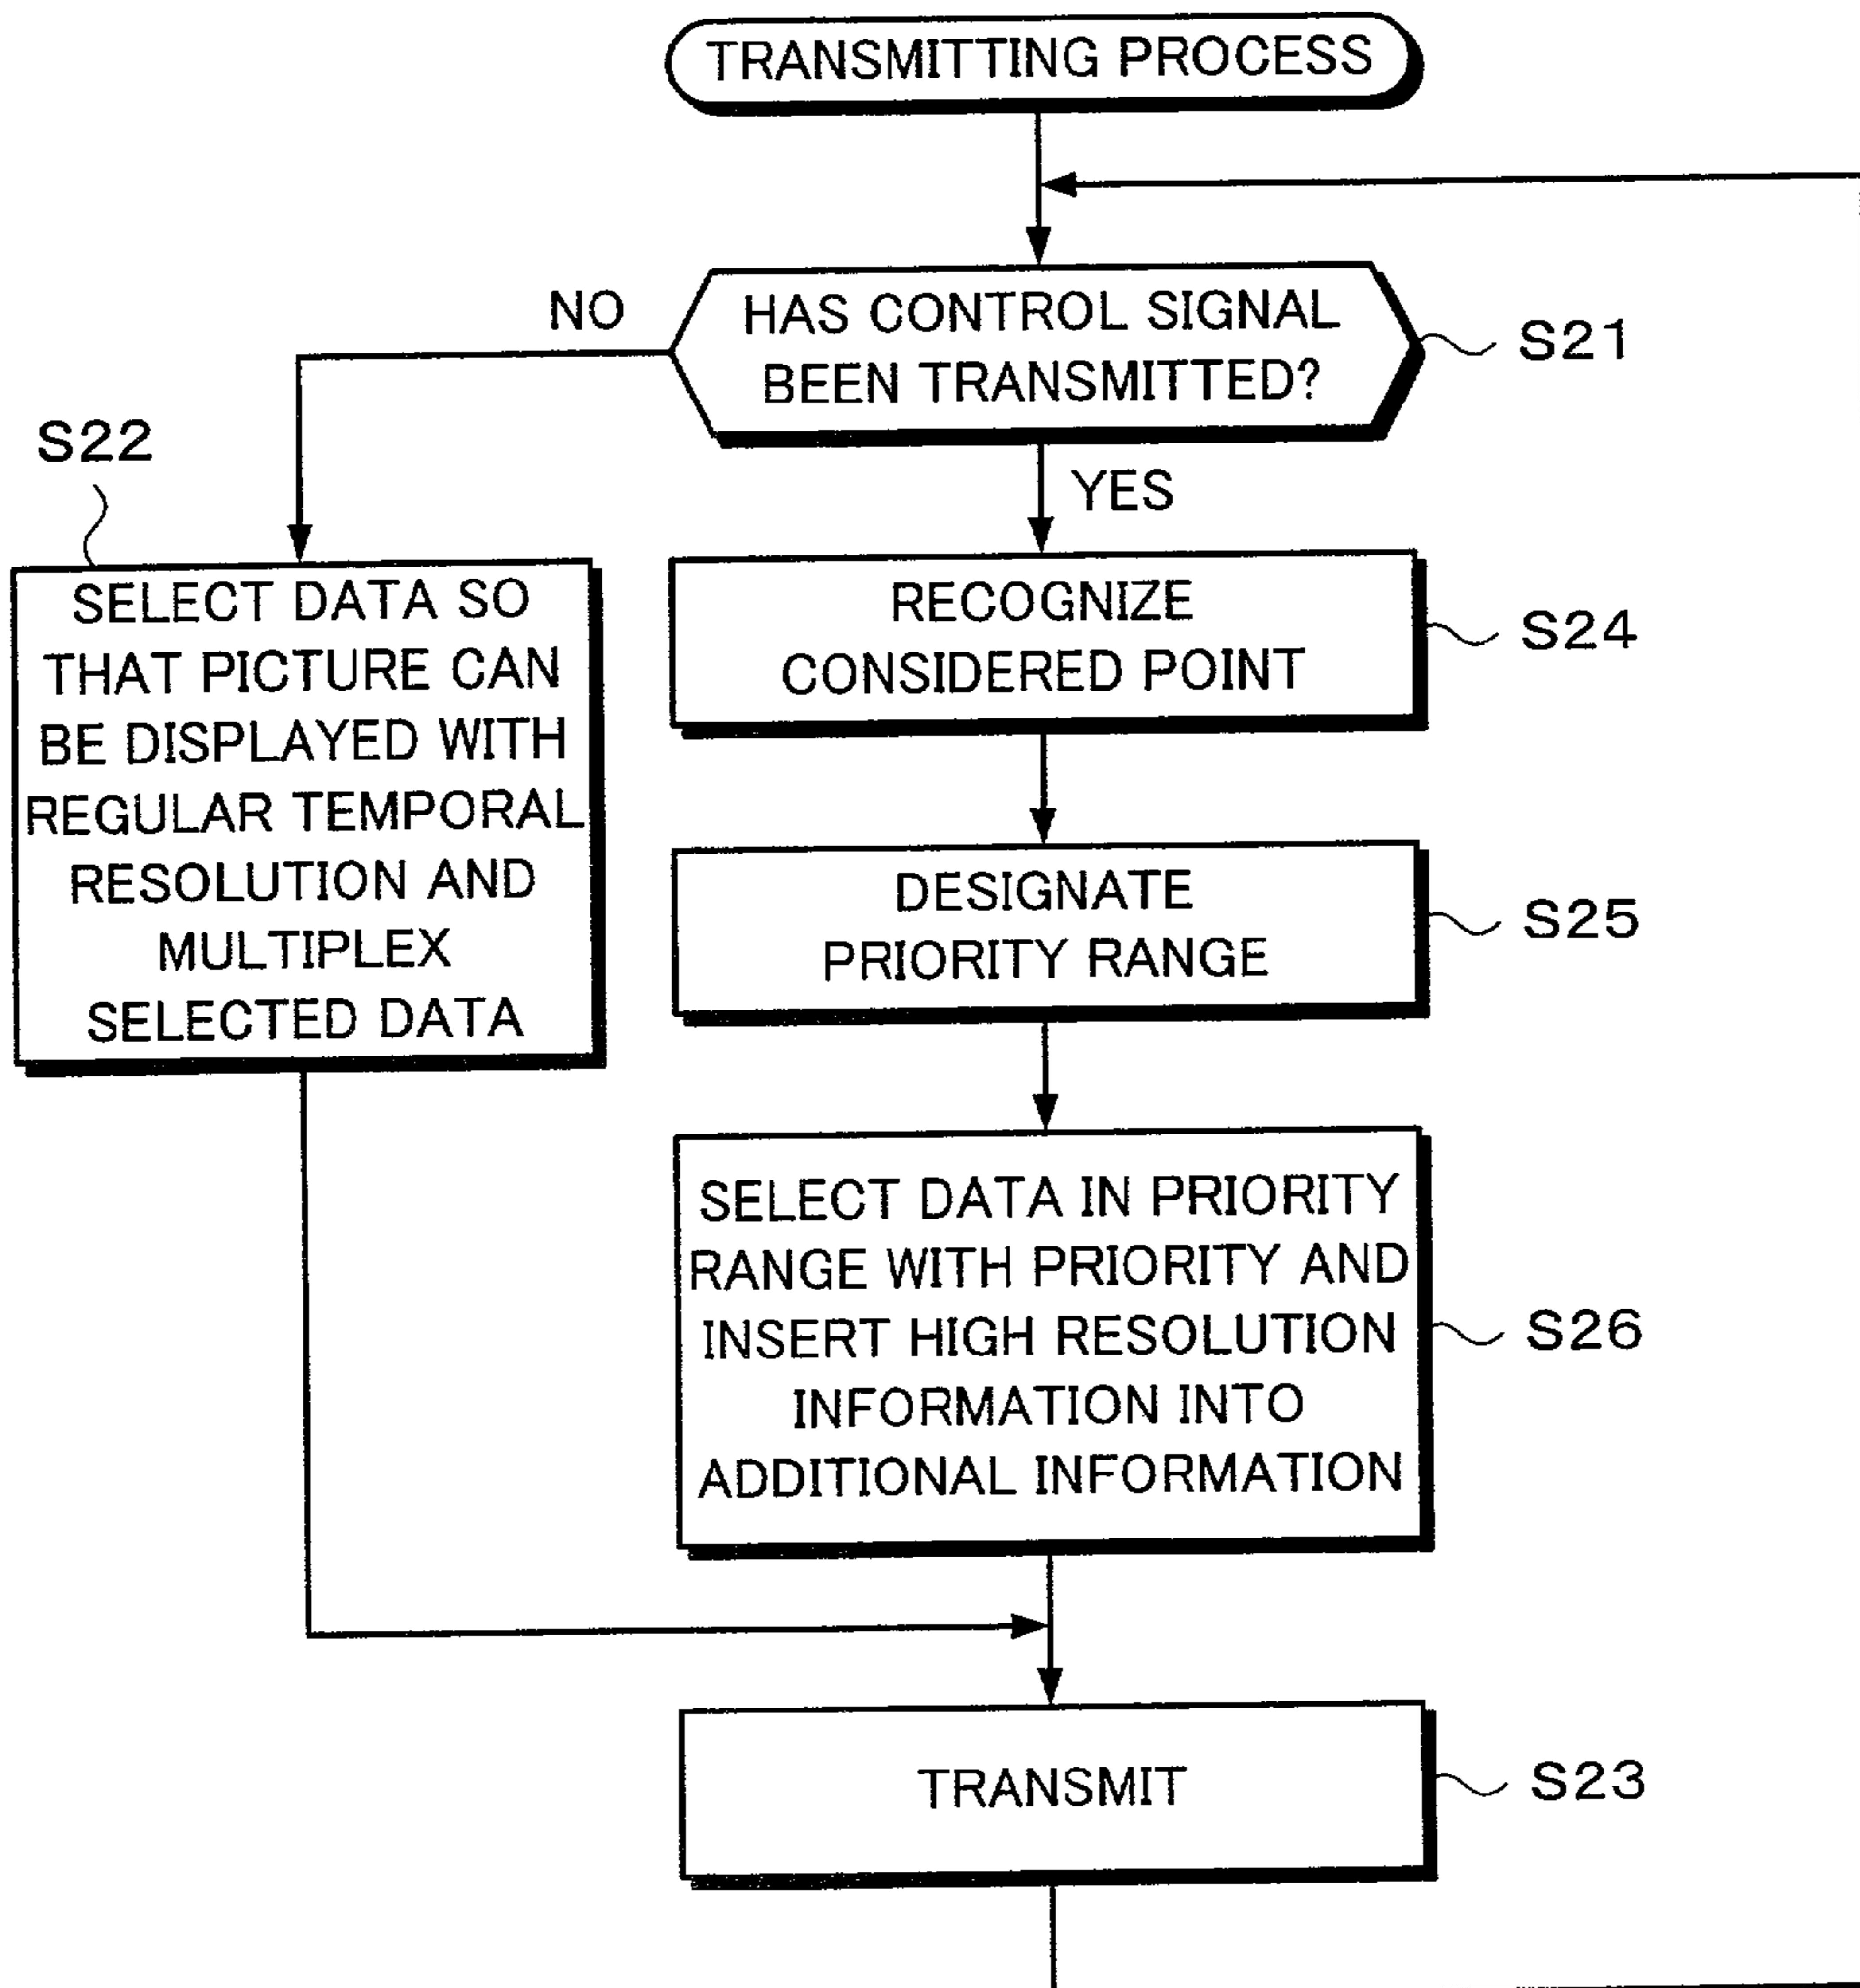 TRANSMITTING PROCESS
HAS CONTROL SIGNAL
BEEN TRANSMITTED?
S21
NO
YES
S22
SELECT DATA SO
THAT PICTURE CAN
BE DISPLAYED WITH
REGULAR TEMPORAL
RESOLUTION AND
MULTIPLEX
SELECTED DATA
RECOGNIZE
CONSIDERED POINT
S24
DESIGNATE
PRIORITY RANGE
S25
SELECT DATA IN PRIORITY
RANGE WITH PRIORITY AND
INSERT HIGH RESOLUTION
INFORMATION INTO
ADDITIONAL INFORMATION
S26
TRANSMIT
S23